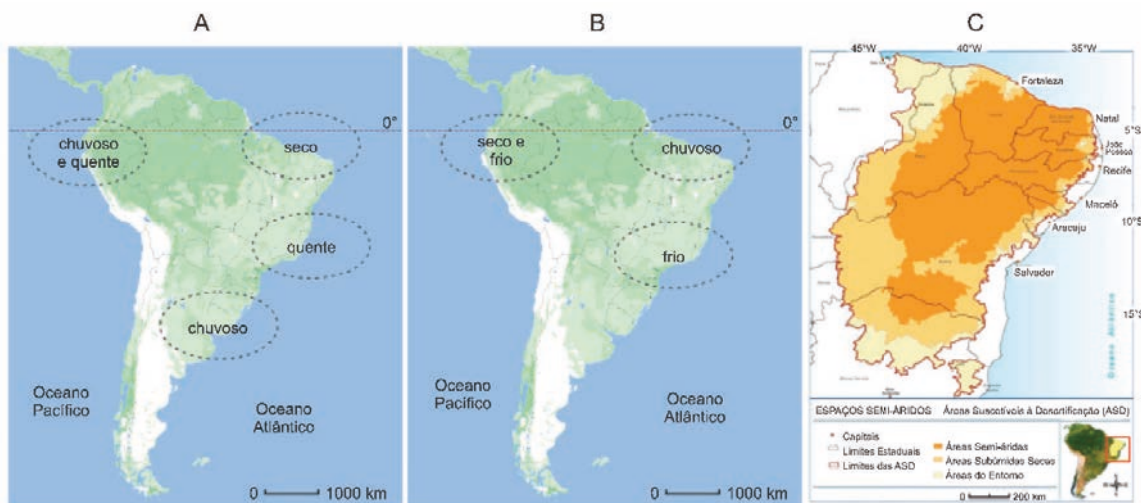 A
0°
chuvoso
e quente
seco
quente
chuvoso
Oceano
Pacífico
Oceano
Atlântico
0 1000 km
B
0°
seco e
frio
chuvoso
frio
Oceano
Pacífico
Oceano
Atlântico
0 1000 km
C
45°W 40°W 35°W
Fortaleza
Natal
5°S
João
Pessoa
Recife
Maceió
10°S
Aracaju
Salvador
15°S
Oceano Atlântico
ESPAÇOS SEMI-ÁRIDOS Áreas Suscetíveis à Desertificação (ASD)
Capitais
Limites Estaduais
Limites das ASD
Áreas Semi-áridas
Áreas Subúmidas Secas
Áreas do Entorno
0 200 km